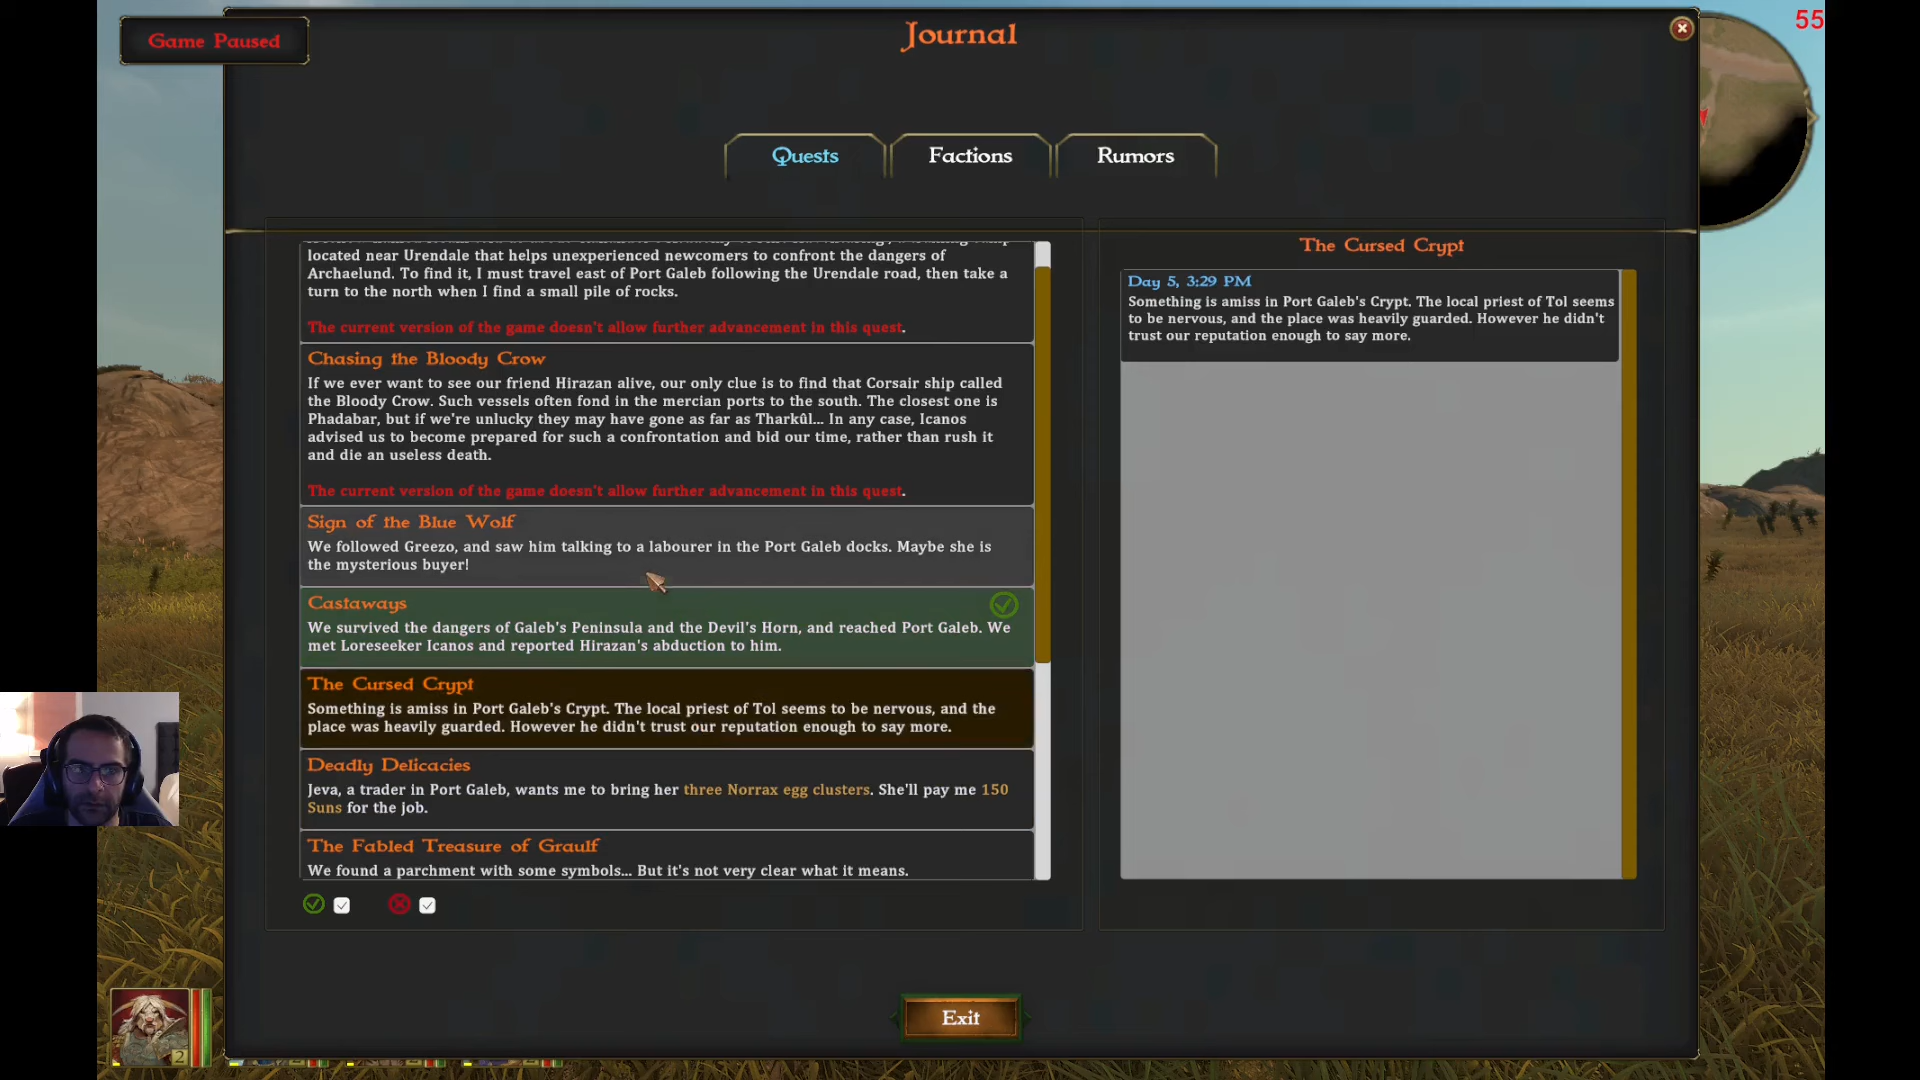 Game Paused
Journal
55
Quests
Factions
Rumors
located near Urendale that helps unexperienced newcomers to confront the dangers of
Archaelund. To find it, I must travel east of Port Galeb following the Urendale road, then take a
turn to the north when I find a small pile of rocks.
The current version of the game doesn't allow further advancement in this quest.
Chasing the Bloody Crow
If we ever want to see our friend Hirazan alive, our only clue is to find that Corsair ship called
the Bloody Crow. Such vessels often fond in the mercian ports to the south. The closest one is
Phadabar, but if we're unlucky they may have gone as far as Tharkûl... In any case, Icanos
advised us to become prepared for such a confrontation and bid our time, rather than rush it
and die an useless death.
The current version of the game doesn't allow further advancement in this quest.
Sign of the Blue Wolf
We followed Greezo, and saw him talking to a labourer in the Port Galeb docks. Maybe she is
the mysterious buyer!
Castaways
We survived the dangers of Galeb's Peninsula and the Devil's Horn, and reached Port Galeb. We
met Loreseeker Icanos and reported Hirazan's abduction to him.
The Cursed Crypt
Something is amiss in Port Galeb's Crypt. The local priest of Tol seems to be nervous, and the
place was heavily guarded. However he didn't trust our reputation enough to say more.
Deadly Delicacies
Jeva, a trader in Port Galeb, wants me to bring her three Norrax egg clusters. She'll pay me 150
Suns for the job.
The Fabled Treasure of Graulf
We found a parchment with some symbols... But it's not very clear what it means.
The Cursed Crypt
Day 5, 3:29 PM
Something is amiss in Port Galeb's Crypt. The local priest of Tol seems
to be nervous, and the place was heavily guarded. However he didn't
trust our reputation enough to say more.
Exit
2